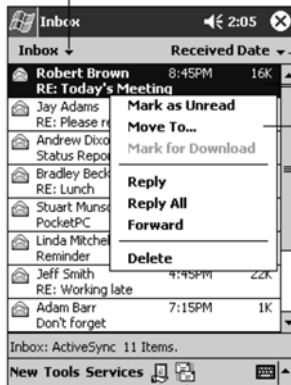 Inbox 2:05
Inbox Received Date
Robert Brown 8:45PM 16K
RE: Today's Meeting
Jay Adams
RE: Please re
Andrew Dixo
Status Repor
Bradley Beck
RE: Lunch
Stuart Munso
PocketPC
Linda Mitchel
Reminder
Jeff Smith 4:45PM 22K
RE: Working late
Adam Barr 7:15PM 1K
Don't forget
Mark as Unread
Move To...
Mark for Download
Reply
Reply All
Forward
Delete
Inbox: ActiveSync 11 Items.
New Tools Services